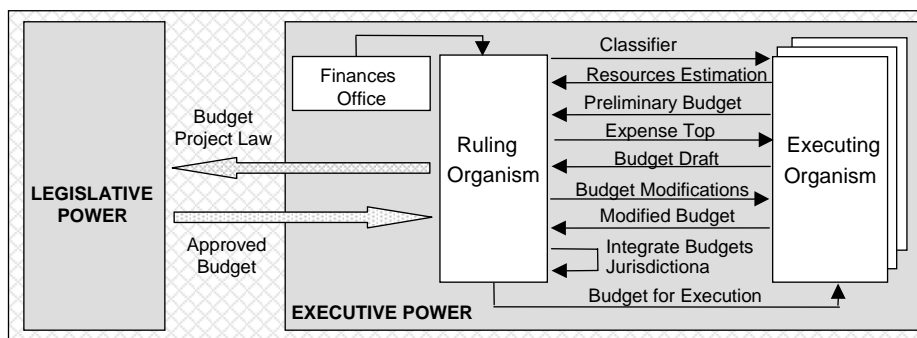 LEGISLATIVE
POWER
Budget
Project Law
Approved
Budget
Finances
Office
Ruling
Organism
Classifier
Resources Estimation
Preliminary Budget
Expense Top
Budget Draft
Budget Modifications
Modified Budget
Integrate Budgets
Jurisdictiona
Budget for Execution
Executing
Organism
EXECUTIVE POWER